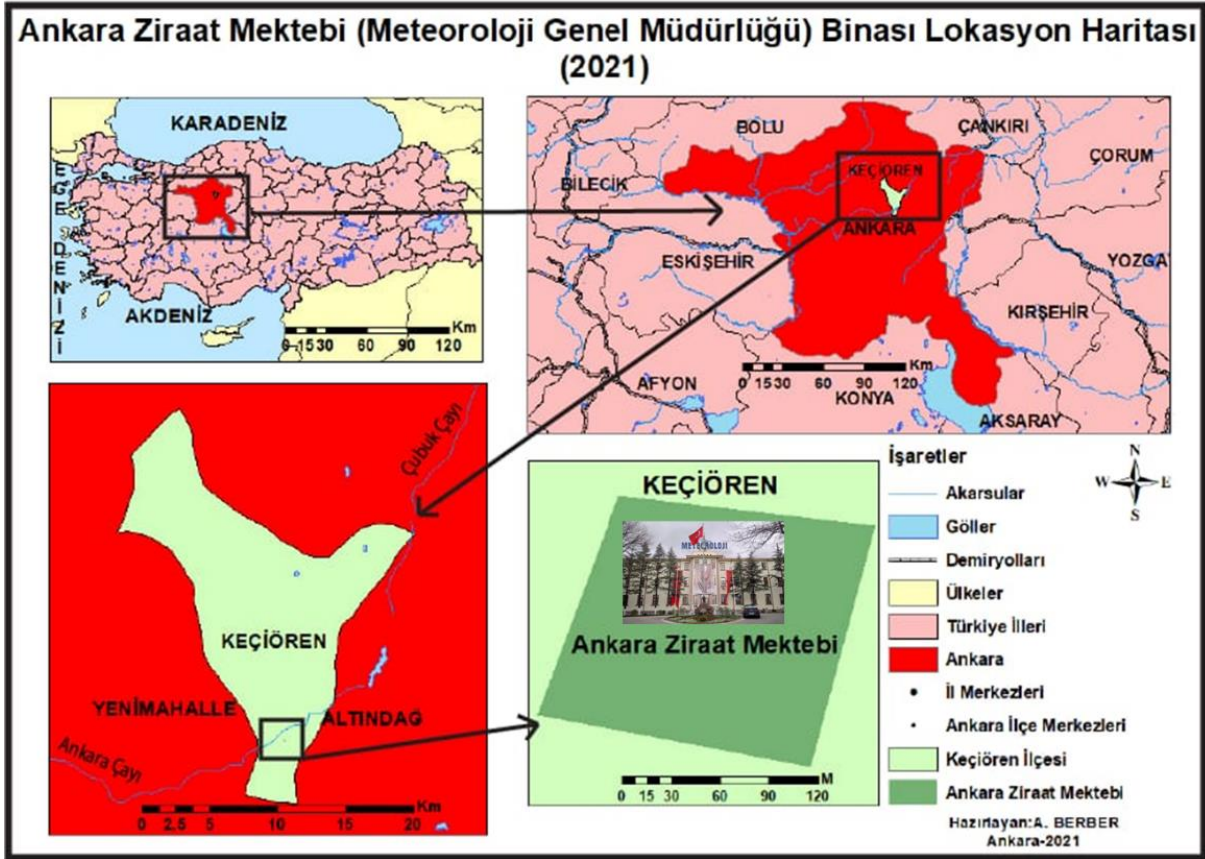 Ankara Ziraat Mektebi (Meteoroloji Genel Müdürlüğü) Binası Lokasyon Haritası
(2021)
KARADENİZ
EGE DENİZİ
AKDENİZ
Km
0 15 30 60 90 120
BOLU
ÇANKIRI
ÇORUM
KEÇİÖREN
BİLECİK
ANKARA
ESKİŞEHİR
YOZGA
KIRŞEHİR
Km
0 15 30 60 90 120
AFYON
KONYA
AKSARAY
Çubuk Çayı
KEÇİÖREN
YENİMAHALLE
ALTINDAĞ
Ankara Çayı
Km
0 2,5 5 10 15 20
KEÇİÖREN
METEOROLOJİ
Ankara Ziraat Mektebi
M
0 15 30 60 90 120
İşaretler
N
W E
S
Akarsular
Göller
Demiryolları
Ülkeler
Türkiye İlleri
Ankara
İl Merkezleri
Ankara İlçe Merkezleri
Keçiören İlçesi
Ankara Ziraat Mektebi
Hazırlayan:A. BERBER
Ankara-2021